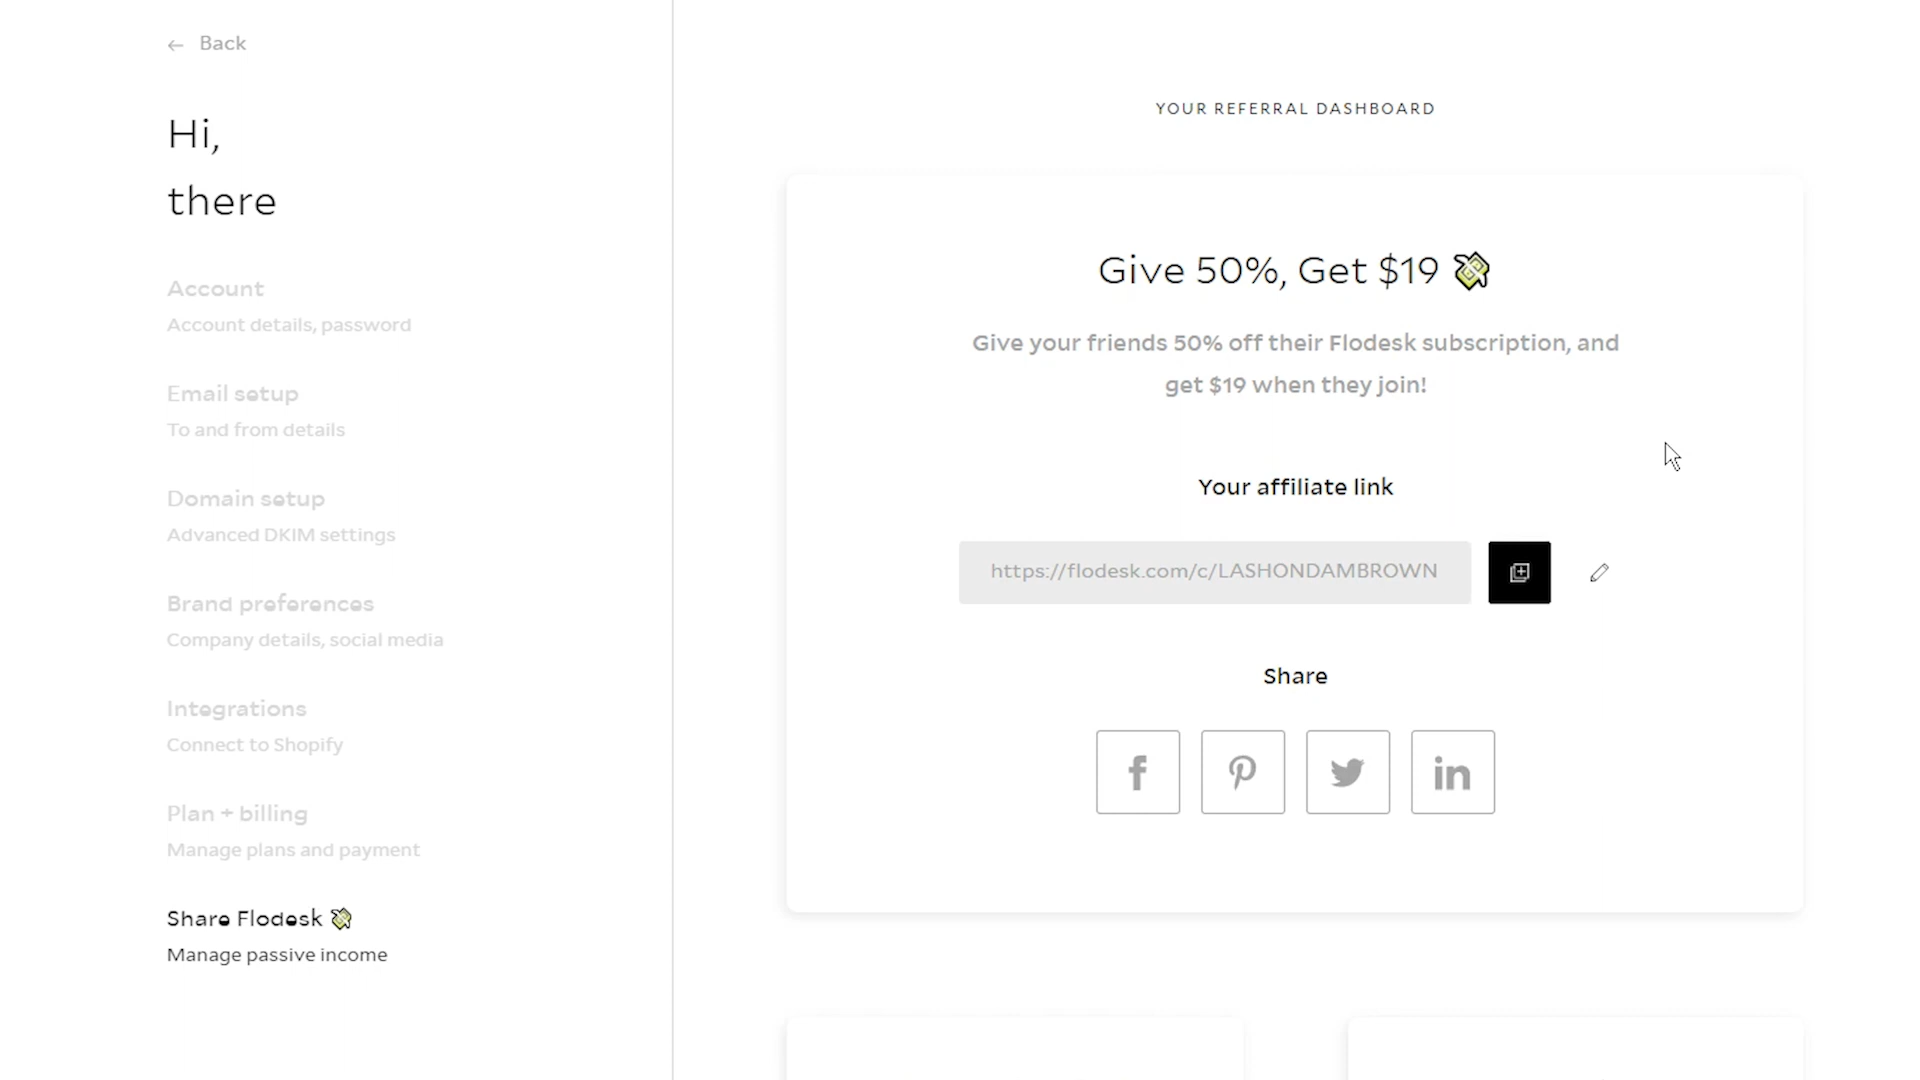 Back
Hi,
there
Account
Account details, password
Email setup
To and from details
Domain setup
Advanced DKIM settings
Brand preferences
Company details, social media
Integrations
Connect to Shopify
Plan + billing
Manage plans and payment
Share Flodesk
Manage passive income
YOUR REFERRAL DASHBOARD
Give 50%, Get $19
Give your friends 50% off their Flodesk subscription, and
get $19 when they join!
Your affiliate link
https://flodesk.com/c/LASHONDAMBROWN
Share